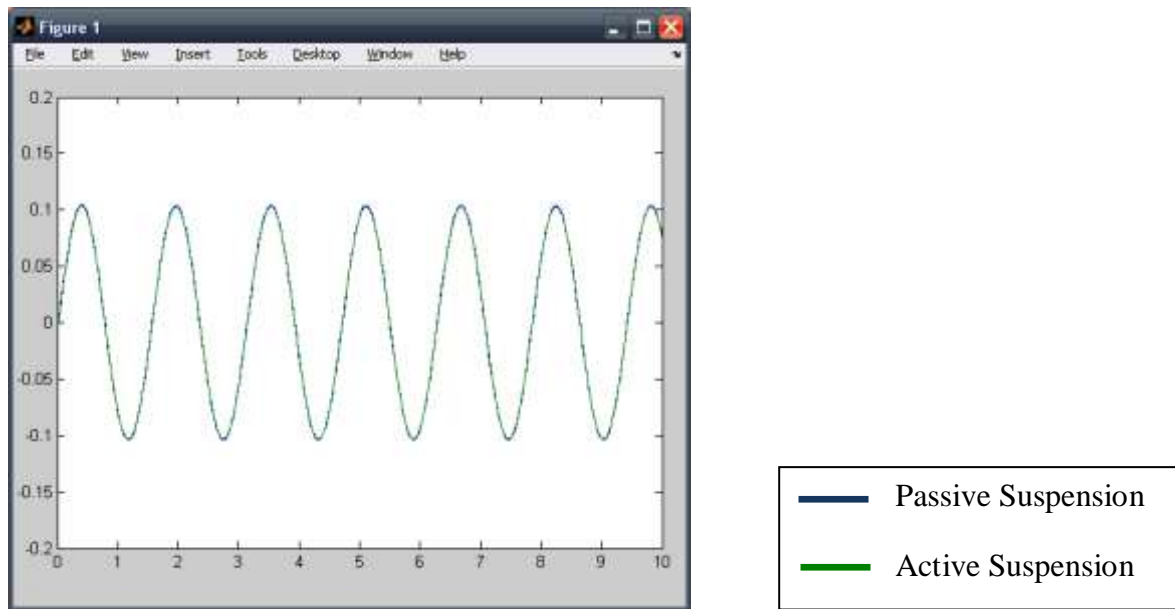 Figure 1
File Edit View Insert Tools Desktop Window Help
0.2
0.15
0.1
0.05
0
-0.05
-0.1
-0.15
-0.2
0 1 2 3 4 5 6 7 8 9 10
Passive Suspension
Active Suspension